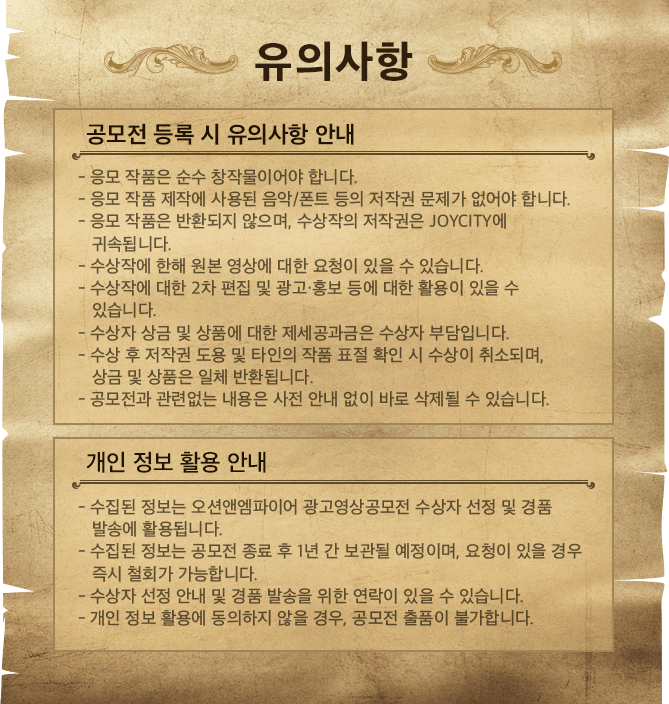 유의사항
공모전 등록 시 유의사항 안내
- 응모 작품은 순수 창작물이어야 합니다.
- 응모 작품 제작에 사용된 음악/폰트 등의 저작권 문제가 없어야 합니다.
- 응모 작품은 반환되지 않으며, 수상작의 저작권은 JOYCITY에
귀속됩니다.
- 수상작에 한해 원본 영상에 대한 요청이 있을 수 있습니다.
- 수상작에 대한 2차 편집 및 광고·홍보 등에 대한 활용이 있을 수
있습니다.
- 수상자 상금 및 상품에 대한 제세공과금은 수상자 부담입니다.
- 수상 후 저작권 도용 및 타인의 작품 표절 확인 시 수상이 취소되며,
상금 및 상품은 일체 반환됩니다.
- 공모전과 관련없는 내용은 사전 안내 없이 바로 삭제될 수 있습니다.
개인 정보 활용 안내
- 수집된 정보는 오션앤엠파이어 광고영상공모전 수상자 선정 및 경품
발송에 활용됩니다.
- 수집된 정보는 공모전 종료 후 1년 간 보관될 예정이며, 요청이 있을 경우
즉시 철회가 가능합니다.
- 수상자 선정 안내 및 경품 발송을 위한 연락이 있을 수 있습니다.
- 개인 정보 활용에 동의하지 않을 경우, 공모전 출품이 불가합니다.